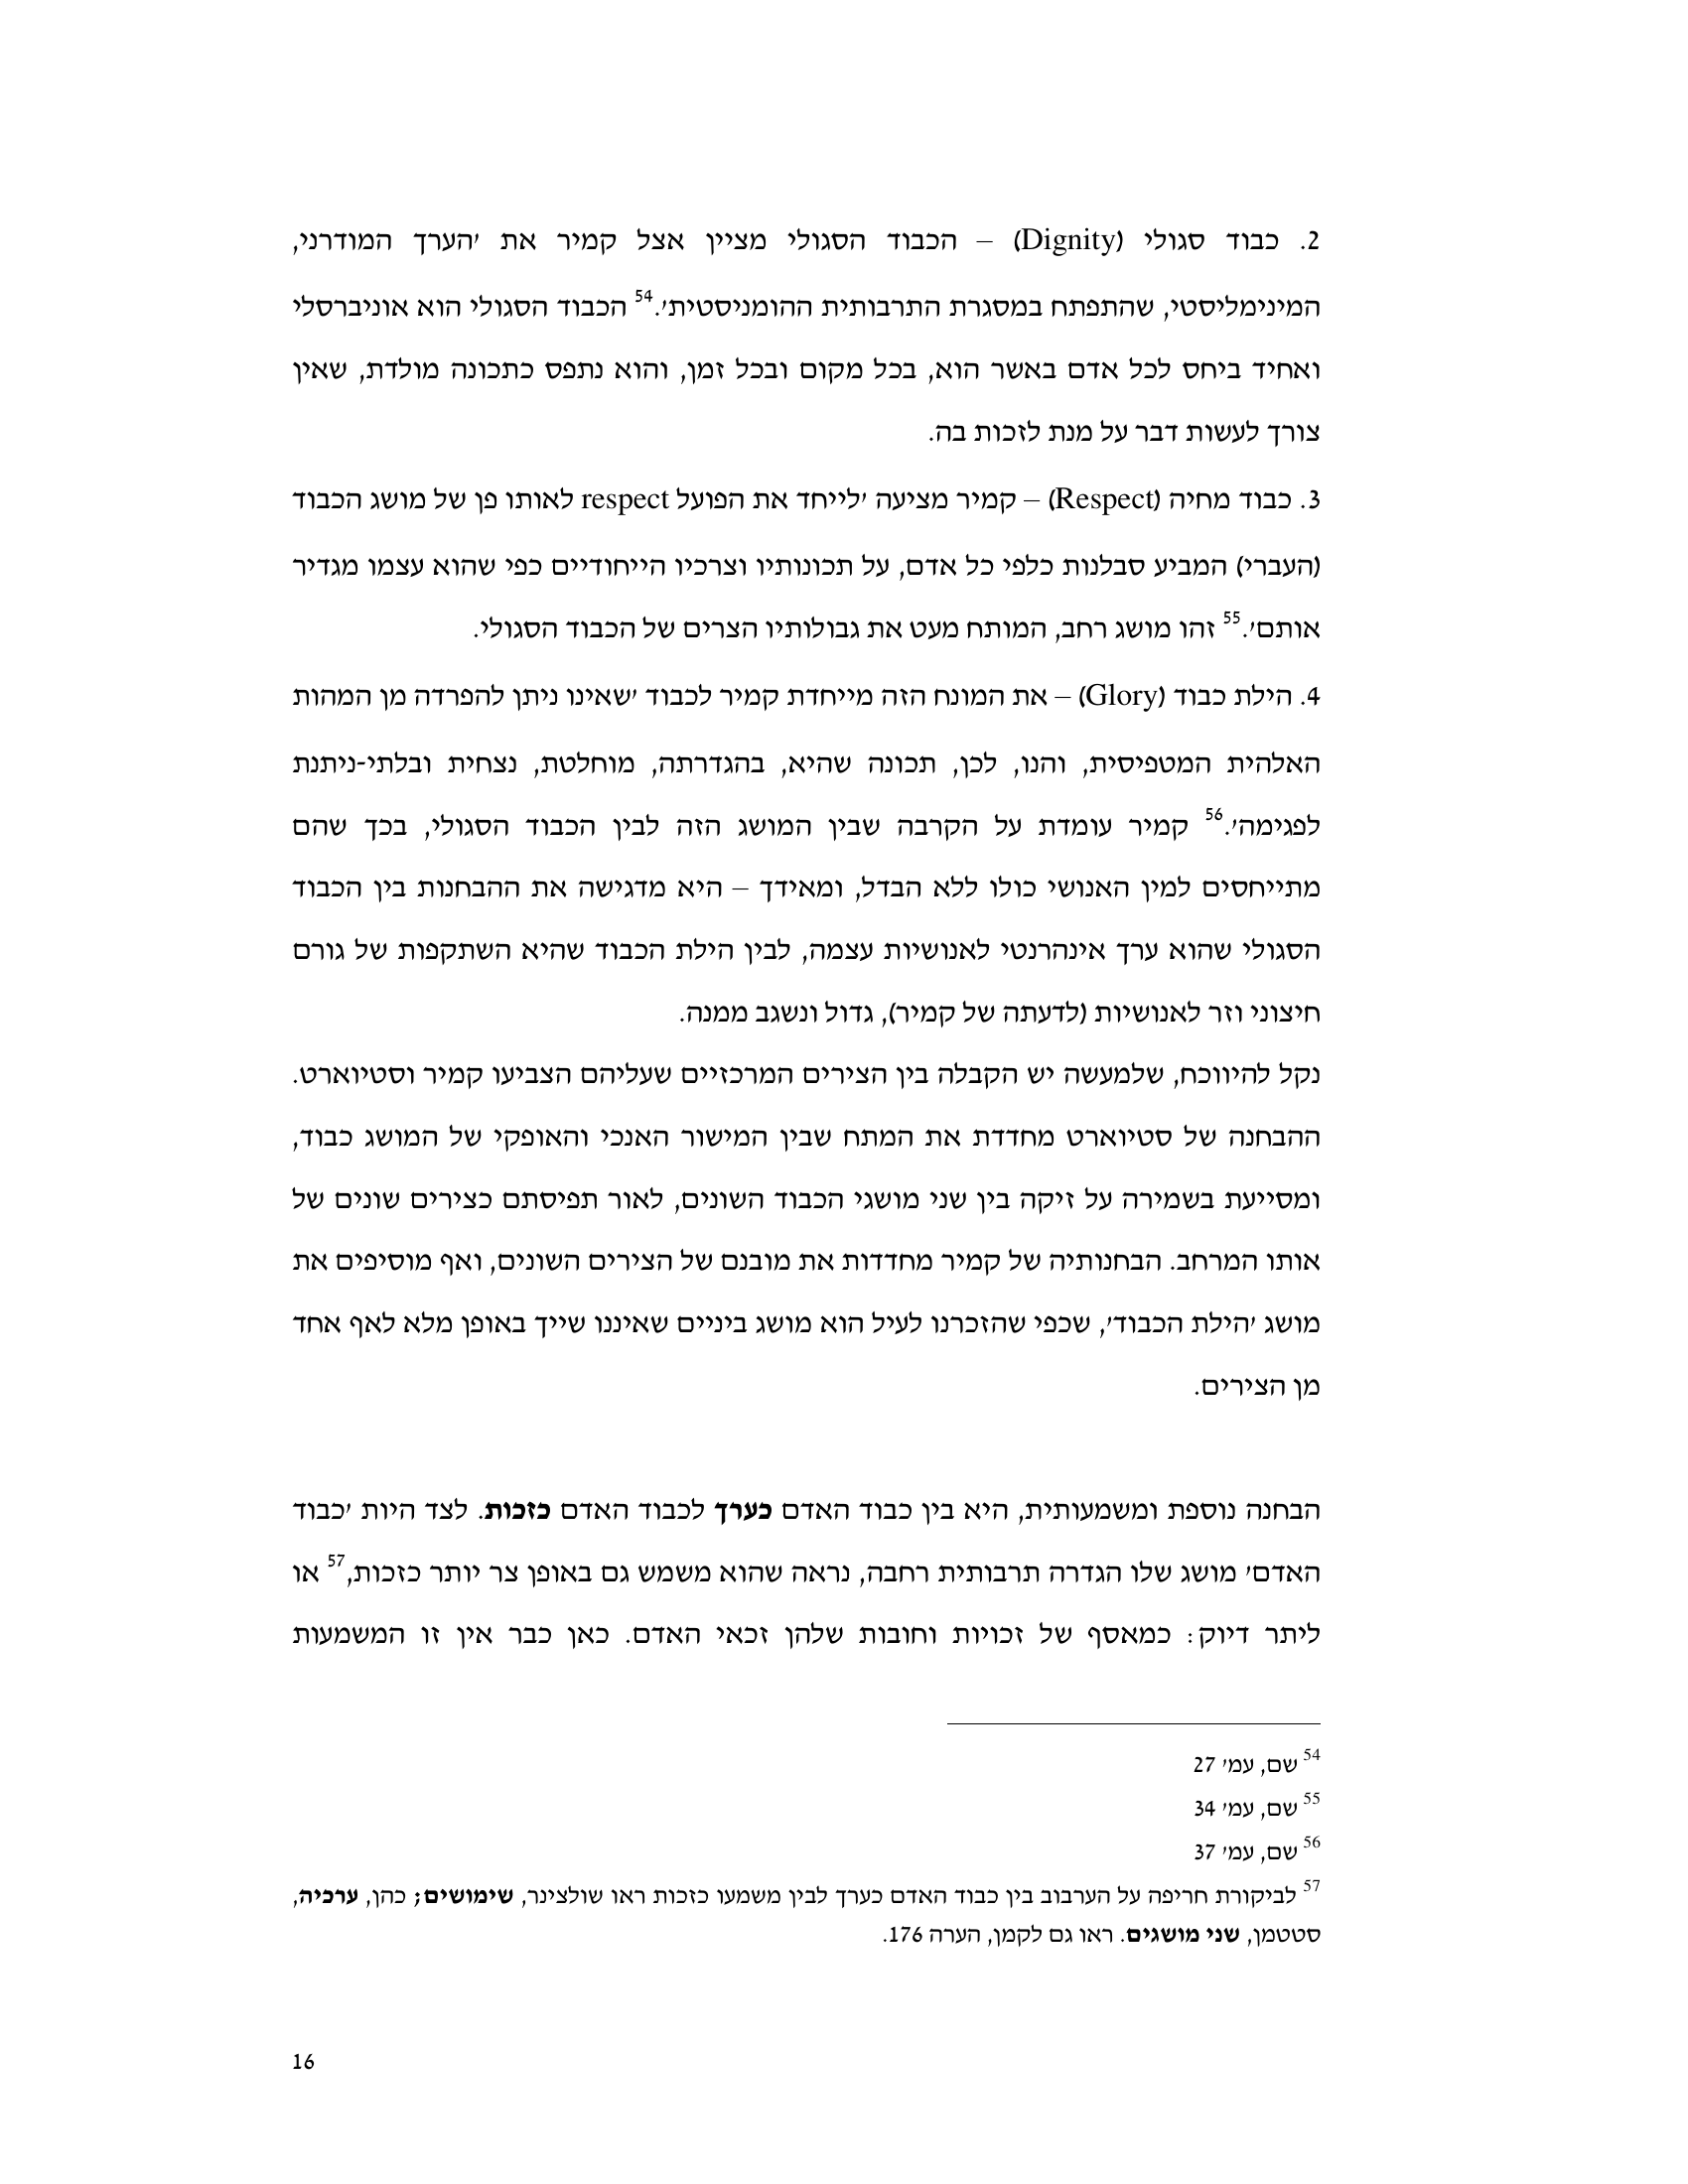 2. כבוד סגולי (Dignity) – הכבוד הסגולי מציין אצל קמיר את 'הערך המודרני,
המינימליסטי, שהתפתח במסגרת התרבותית ההומניסטית'.54 הכבוד הסגולי הוא אוניברסלי
ואחיד ביחס לכל אדם באשר הוא, בכל מקום ובכל זמן, והוא נתפס כתכונה מולדת, שאין
צורך לעשות דבר על מנת לזכות בה.
3. כבוד מחיה (Respect) – קמיר מציעה 'לייחד את הפועל respect לאותו פן של מושג הכבוד
(העברי) המביע סבלנות כלפי כל אדם, על תכונותיו וצרכיו הייחודיים כפי שהוא עצמו מגדיר
אותם'.55 זהו מושג רחב, המותח מעט את גבולותיו הצרים של הכבוד הסגולי.
4. הילת כבוד (Glory) – את המונח הזה מייחדת קמיר לכבוד 'שאינו ניתן להפרדה מן המהות
האלהית המטפיסית, והנו, לכן, תכונה שהיא, בהגדרתה, מוחלטת, נצחית ובלתי-ניתנת
לפגימה'.56 קמיר עומדת על הקרבה שבין המושג הזה לבין הכבוד הסגולי, בכך שהם
מתייחסים למין האנושי כולו ללא הבדל, ומאידך – היא מדגישה את ההבחנות בין הכבוד
הסגולי שהוא ערך אינהרנטי לאנושיות עצמה, לבין הילת הכבוד שהיא השתקפות של גורם
חיצוני וזר לאנושיות (לדעתה של קמיר), גדול ונשגב ממנה.
נקל להיווכח, שלמעשה יש הקבלה בין הצירים המרכזיים שעליהם הצביעו קמיר וסטיוארט.
ההבחנה של סטיוארט מחדדת את המתח שבין המישור האנכי והאופקי של המושג כבוד,
ומסייעת בשמירה על זיקה בין שני מושגי הכבוד השונים, לאור תפיסתם כצירים שונים של
אותו המרחב. הבחנותיה של קמיר מחדדות את מובנם של הצירים השונים, ואף מוסיפים את
מושג 'הילת הכבוד', שכפי שהזכרנו לעיל הוא מושג ביניים שאיננו שייך באופן מלא לאף אחד
מן הצירים.
הבחנה נוספת ומשמעותית, היא בין כבוד האדם כערך לכבוד האדם כזכות. לצד היות 'כבוד
האדם' מושג שלו הגדרה תרבותית רחבה, נראה שהוא משמש גם באופן צר יותר כזכות,57 או
ליתר דיוק: כמאסף של זכויות וחובות שלהן זכאי האדם. כאן כבר אין זו המשמעות
54 שם, עמ' 27
55 שם, עמ' 34
56 שם, עמ' 37
57 לביקורת חריפה על הערבוב בין כבוד האדם כערך לבין משמעו כזכות ראו שולצינר, שימושים; כהן, ערכיה,
סטטמן, שני מושגים. ראו גם לקמן, הערה 176.
16